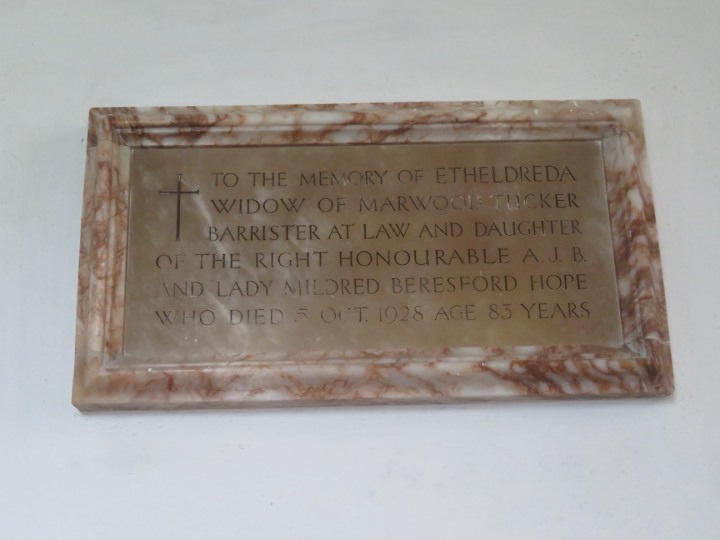 TO THE MEMORY OF ETHELDREDA
WIDOW OF MARWOOD TUCKER
BARRISTER AT LAW AND DAUGHTER
OF THE RIGHT HONOURABLE A. J. B.
AND LADY MILDRED BERESFORD HOPE
WHO DIED 5 OCT. 1928 AGE 83 YEARS